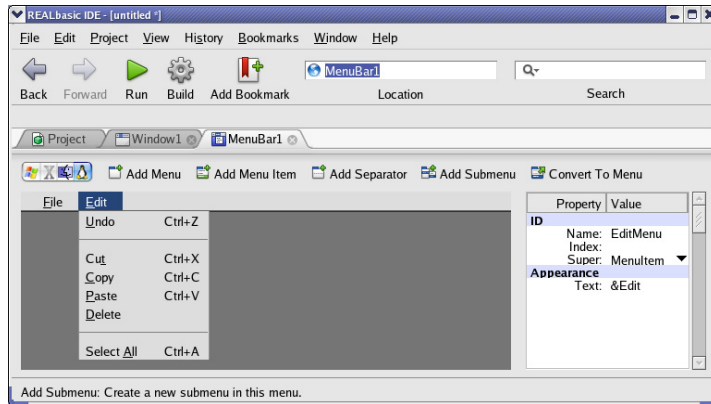 REALbasic IDE - [untitled *]
File Edit Project View History Bookmarks Window Help
Back Forward Run Build Add Bookmark MenuBar1 Location Search
Project Window1 MenuBar1
Add Menu Add Menu Item Add Separator Add Submenu Convert To Menu
File Edit
Undo Ctrl+Z
Cut Ctrl+X
Copy Ctrl+C
Paste Ctrl+V
Delete
Select All Ctrl+A
Property Value
ID
Name: EditMenu
Index:
Super: MenuItem
Appearance
Text: &Edit
Add Submenu: Create a new submenu in this menu.